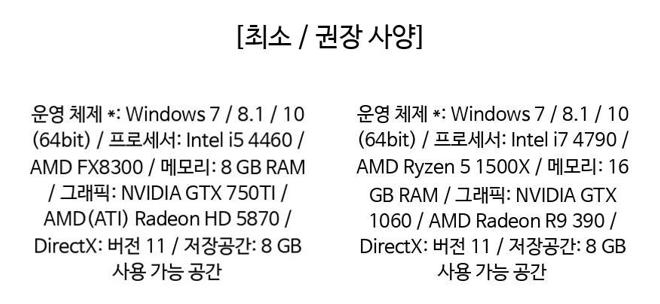 [최소 / 권장 사양]
운영 체제 *: Windows 7 / 8.1 / 10
(64bit) / 프로세서: Intel i5 4460 /
AMD FX8300 / 메모리: 8 GB RAM
/ 그래픽: NVIDIA GTX 750TI /
AMD(ATI) Radeon HD 5870 /
DirectX: 버전 11 / 저장공간: 8 GB
사용 가능 공간
운영 체제 *: Windows 7 / 8.1 / 10
(64bit) / 프로세서: Intel i7 4790 /
AMD Ryzen 5 1500X / 메모리: 16
GB RAM / 그래픽: NVIDIA GTX
1060 / AMD Radeon R9 390 /
DirectX: 버전 11 / 저장공간: 8 GB
사용 가능 공간